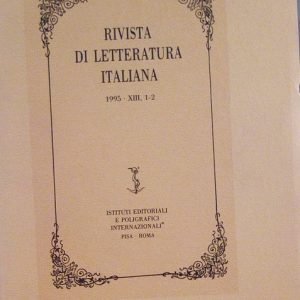 RIVISTA
DI LETTERATURA
ITALIANA
1995 · XIII, 1-2
ISTITUTI EDITORIALI
E POLIGRAFICI
INTERNAZIONALI®
PISA · ROMA